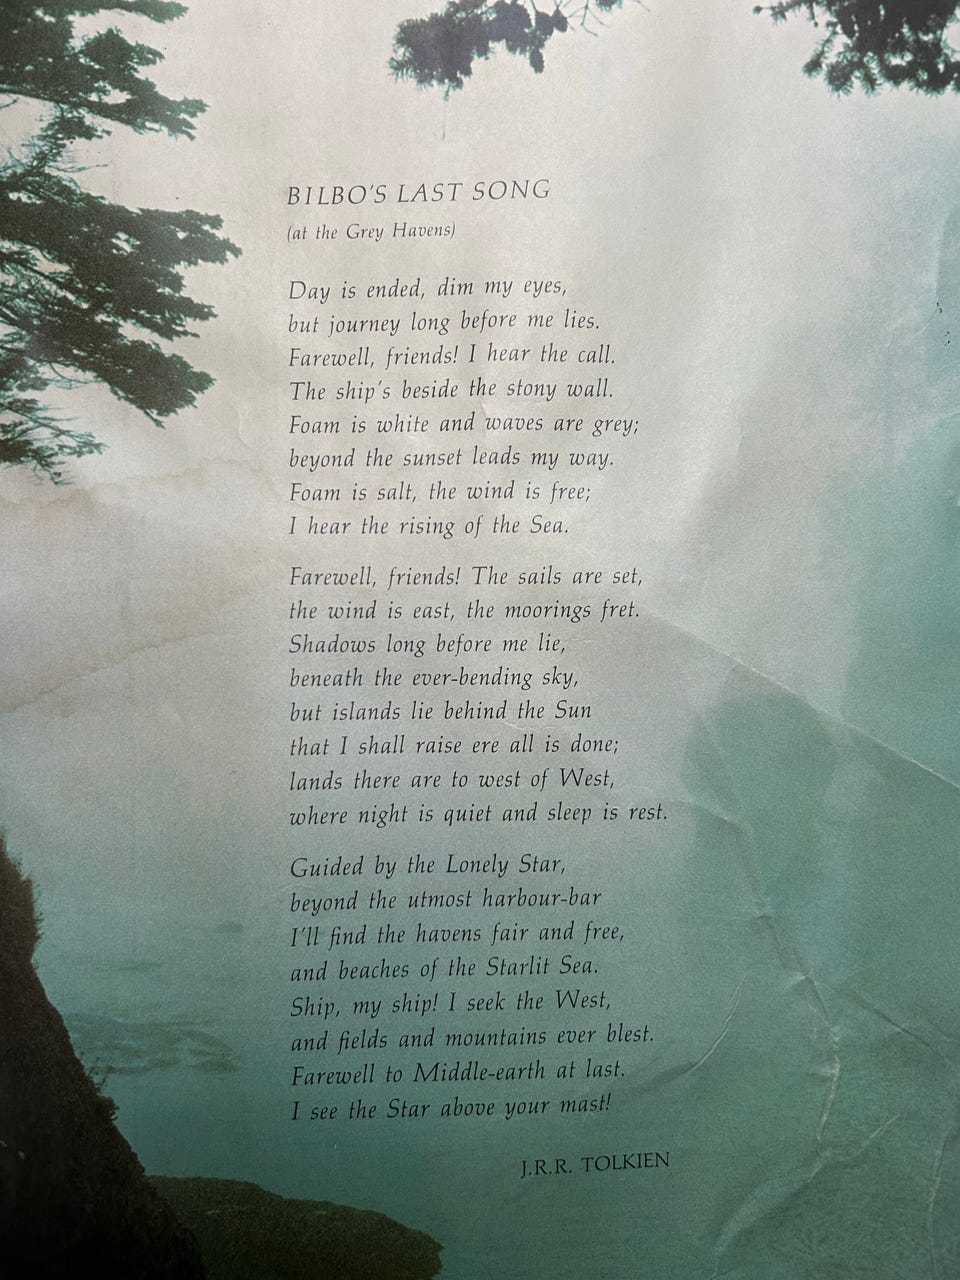 BILBO'S LAST SONG
(at the Grey Havens)
Day is ended, dim my eyes,
but journey long before me lies.
Farewell, friends! I hear the call.
The ship's beside the stony wall.
Foam is white and waves are grey;
beyond the sunset leads my way.
Foam is salt, the wind is free;
I hear the rising of the Sea.
Farewell, friends! The sails are set,
the wind is east, the moorings fret.
Shadows long before me lie,
beneath the ever-bending sky,
but islands lie behind the Sun
that I shall raise ere all is done;
lands there are to west of West,
where night is quiet and sleep is rest.
Guided by the Lonely Star,
beyond the utmost harbour-bar
I'll find the havens fair and free,
and beaches of the Starlit Sea.
Ship, my ship! I seek the West,
and fields and mountains ever blest.
Farewell to Middle-earth at last.
I see the Star above your mast!
J.R.R. TOLKIEN